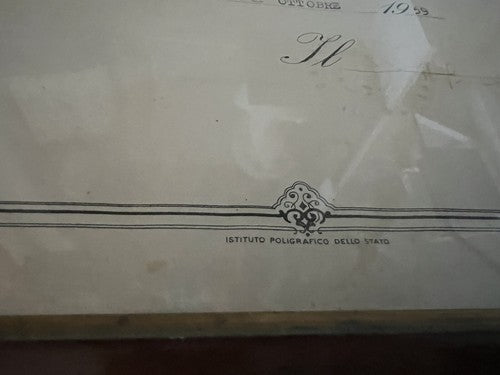 OTTOBRE 1959
Il
ISTITUTO POLIGRAFICO DELLO STATO